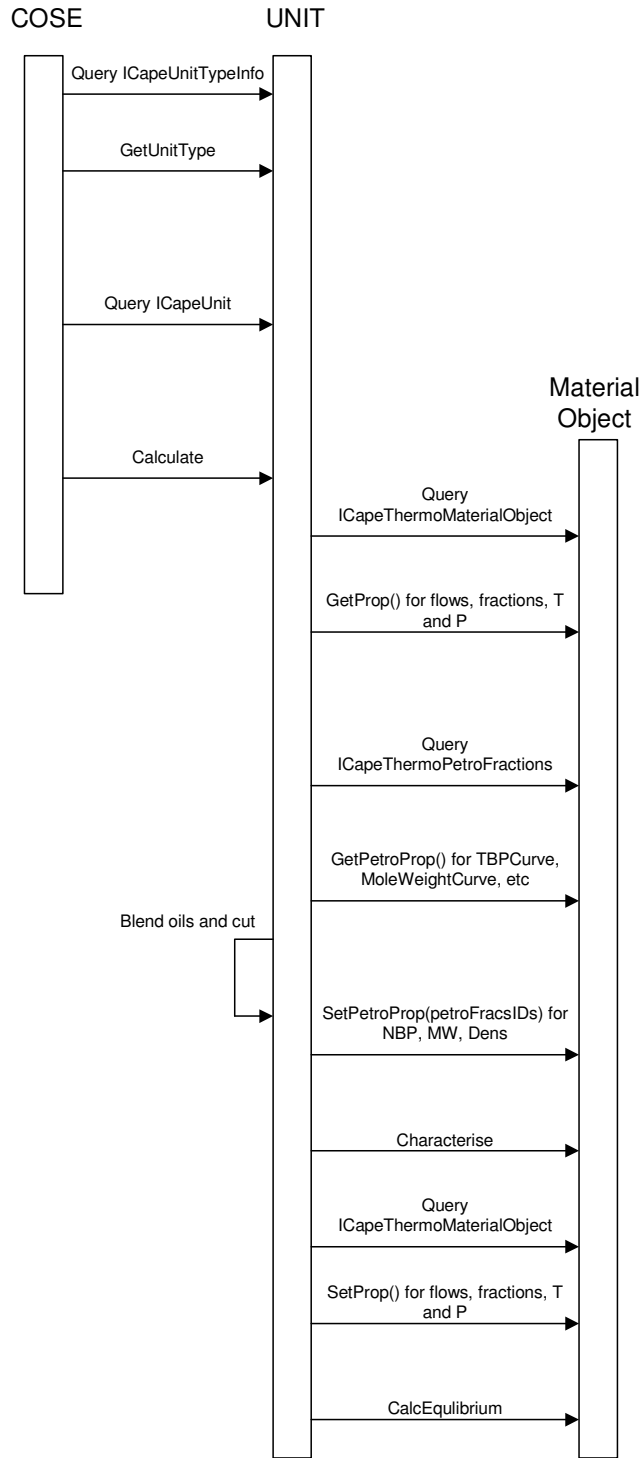 COSE
UNIT
Query ICapeUnitTypeInfo
GetUnitType
Query ICapeUnit
Material
Object
Calculate
Query
ICapeThermoMaterialObject
GetProp() for flows, fractions, T
and P
Query
ICapeThermoPetroFractions
GetPetroProp() for TBPCurve,
MoleWeightCurve, etc
Blend oils and cut
SetPetroProp(petroFracsIDs) for
NBP, MW, Dens
Characterise
Query
ICapeThermoMaterialObject
SetProp() for flows, fractions, T
and P
CalcEqulibrium